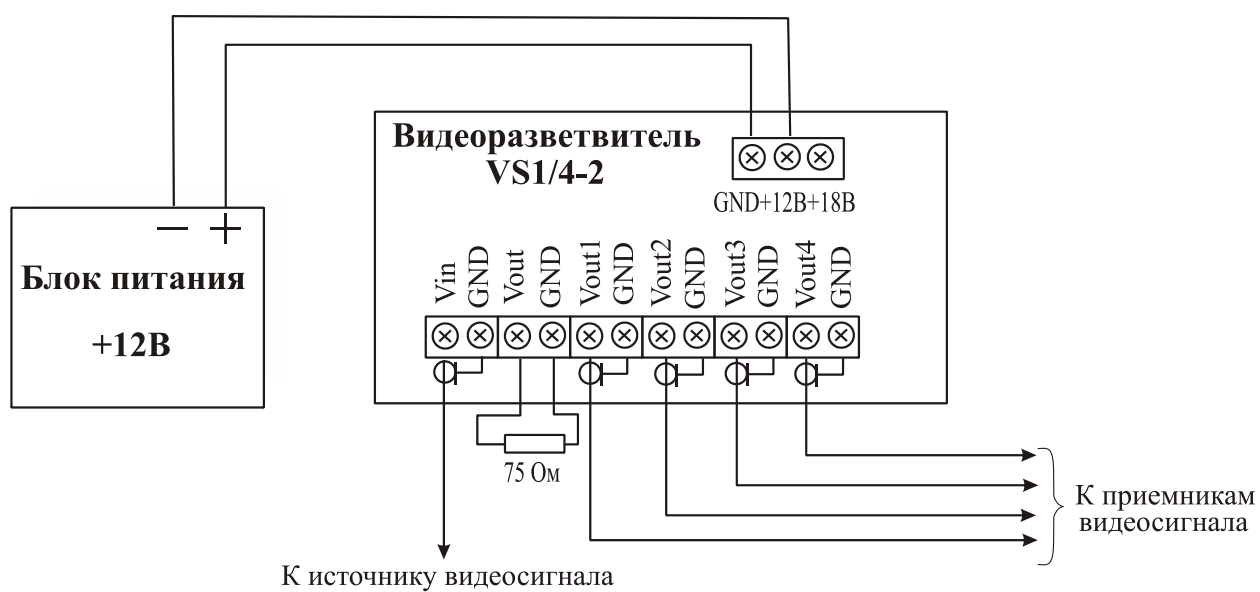 Видеоразветвитель
VS1/4-2
GND+12В+18В
− +
Блок питания
+12В
Vin
GND
Vout
GND
Vout1
GND
Vout2
GND
Vout3
GND
Vout4
GND
75 Ом
К приемникам
видеосигнала
К источнику видеосигнала